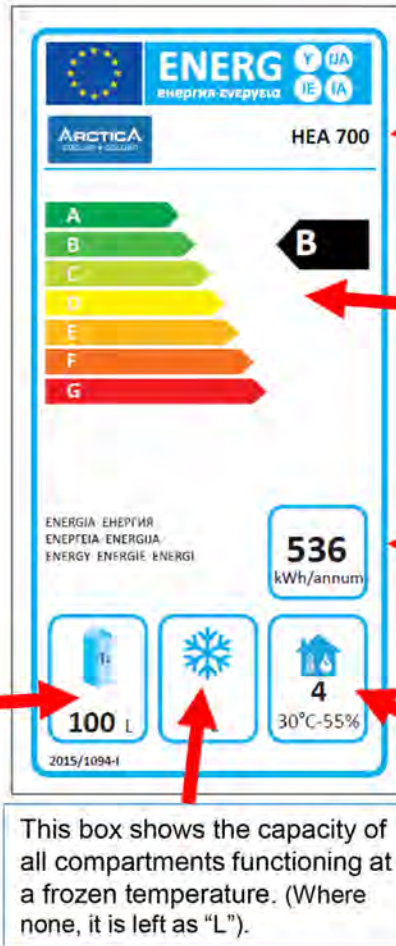 ENERG Y IJA
енергия·ενεργεια IE IA
ARCTICA HEA 700
A
B
B
C
D
E
F
G
ENERGIA· ЕНЕРГИЯ
ΕΝΕΡΓΕΙΑ· ENERGIJA
ENERGY· ENERGIE· ENERGI
536
kWh/annum
100 L
L
4
30°C-55%
2015/1094-I
This box shows the capacity of
all compartments functioning at
a frozen temperature. (Where
none, it is left as “L”).